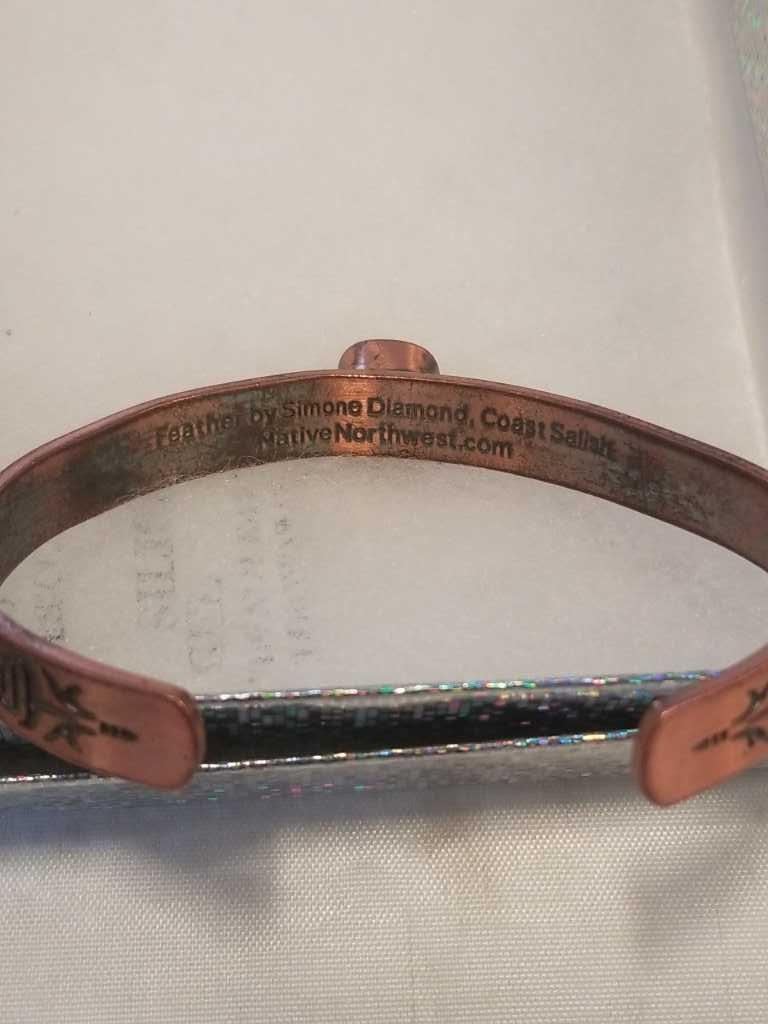 Feather by Simone Diamond, Coast Salish
NativeNorthwest.com